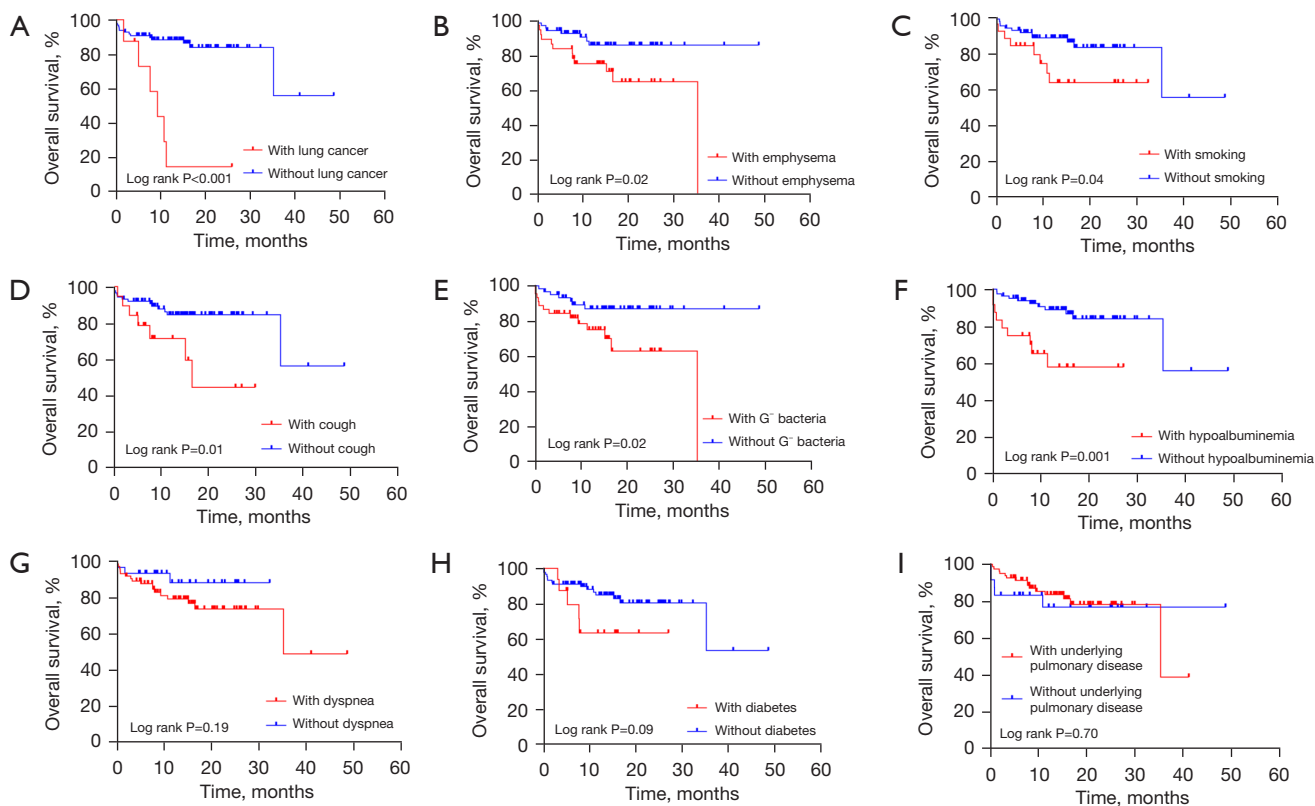 A
Overall survival, %
100
80
60
40
20
0
With lung cancer
Without lung cancer
Log rank P<0.001
0 10 20 30 40 50 60
Time, months
B
Overall survival, %
100
80
60
40
20
0
With emphysema
Without emphysema
Log rank P=0.02
0 10 20 30 40 50 60
Time, months
C
Overall survival, %
100
80
60
40
20
0
With smoking
Without smoking
Log rank P=0.04
0 10 20 30 40 50 60
Time, months
D
Overall survival, %
100
80
60
40
20
0
With cough
Without cough
Log rank P=0.01
0 10 20 30 40 50 60
Time, months
E
Overall survival, %
100
80
60
40
20
0
With G⁻ bacteria
Without G⁻ bacteria
Log rank P=0.02
0 10 20 30 40 50 60
Time, months
F
Overall survival, %
100
80
60
40
20
0
With hypoalbuminemia
Without hypoalbuminemia
Log rank P=0.001
0 10 20 30 40 50 60
Time, months
G
Overall survival, %
100
80
60
40
20
0
With dyspnea
Without dyspnea
Log rank P=0.19
0 10 20 30 40 50 60
Time, months
H
Overall survival, %
100
80
60
40
20
0
With diabetes
Without diabetes
Log rank P=0.09
0 10 20 30 40 50 60
Time, months
I
Overall survival, %
100
80
60
40
20
0
With underlying
pulmonary disease
Without underlying
pulmonary disease
Log rank P=0.70
0 10 20 30 40 50 60
Time, months